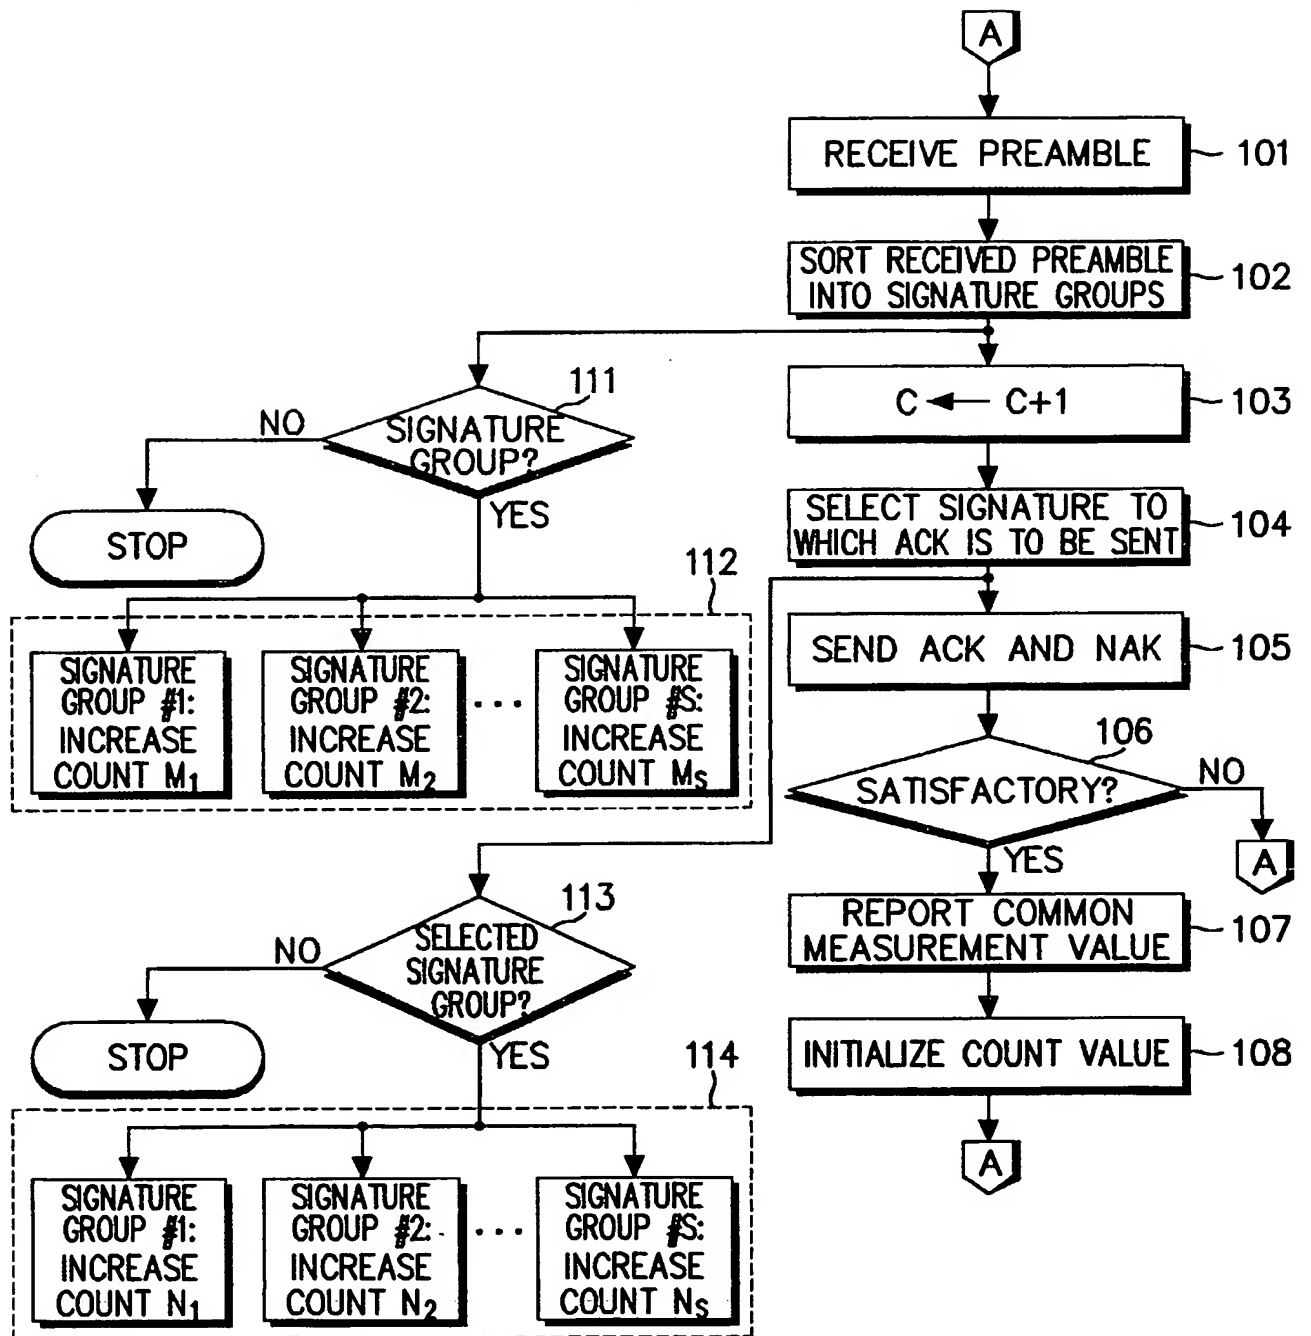 A
RECEIVE PREAMBLE
101
SORT RECEIVED PREAMBLE
INTO SIGNATURE GROUPS
102
C ← C+1
103
SELECT SIGNATURE TO
WHICH ACK IS TO BE SENT
104
SEND ACK AND NAK
105
SATISFACTORY?
106
NO
A
YES
REPORT COMMON
MEASUREMENT VALUE
107
INITIALIZE COUNT VALUE
108
A
SIGNATURE
GROUP?
111
NO
STOP
YES
112
SIGNATURE
GROUP #1:
INCREASE
COUNT M1
SIGNATURE
GROUP #2:
INCREASE
COUNT M2
...
SIGNATURE
GROUP #S:
INCREASE
COUNT MS
SELECTED
SIGNATURE
GROUP?
113
NO
STOP
YES
114
SIGNATURE
GROUP #1:
INCREASE
COUNT N1
SIGNATURE
GROUP #2:
INCREASE
COUNT N2
...
SIGNATURE
GROUP #S:
INCREASE
COUNT NS